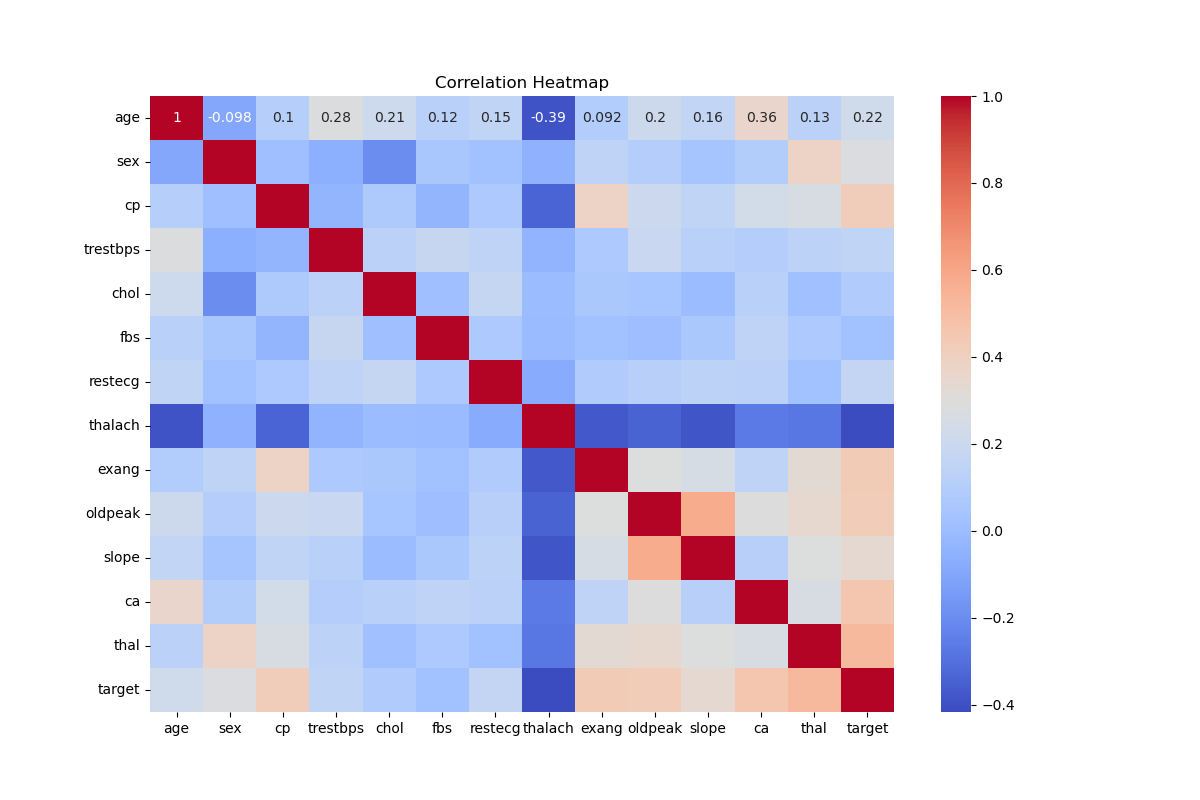 Correlation Heatmap
age 1 -0.098 0.1 0.28 0.21 0.12 0.15 -0.39 0.092 0.2 0.16 0.36 0.13 0.22
sex
cp
trestbps
chol
fbs
restecg
thalach
exang
oldpeak
slope
ca
thal
target
age sex cp trestbps chol fbs restecg thalach exang oldpeak slope ca thal target
1.0
0.8
0.6
0.4
0.2
0.0
−0.2
−0.4